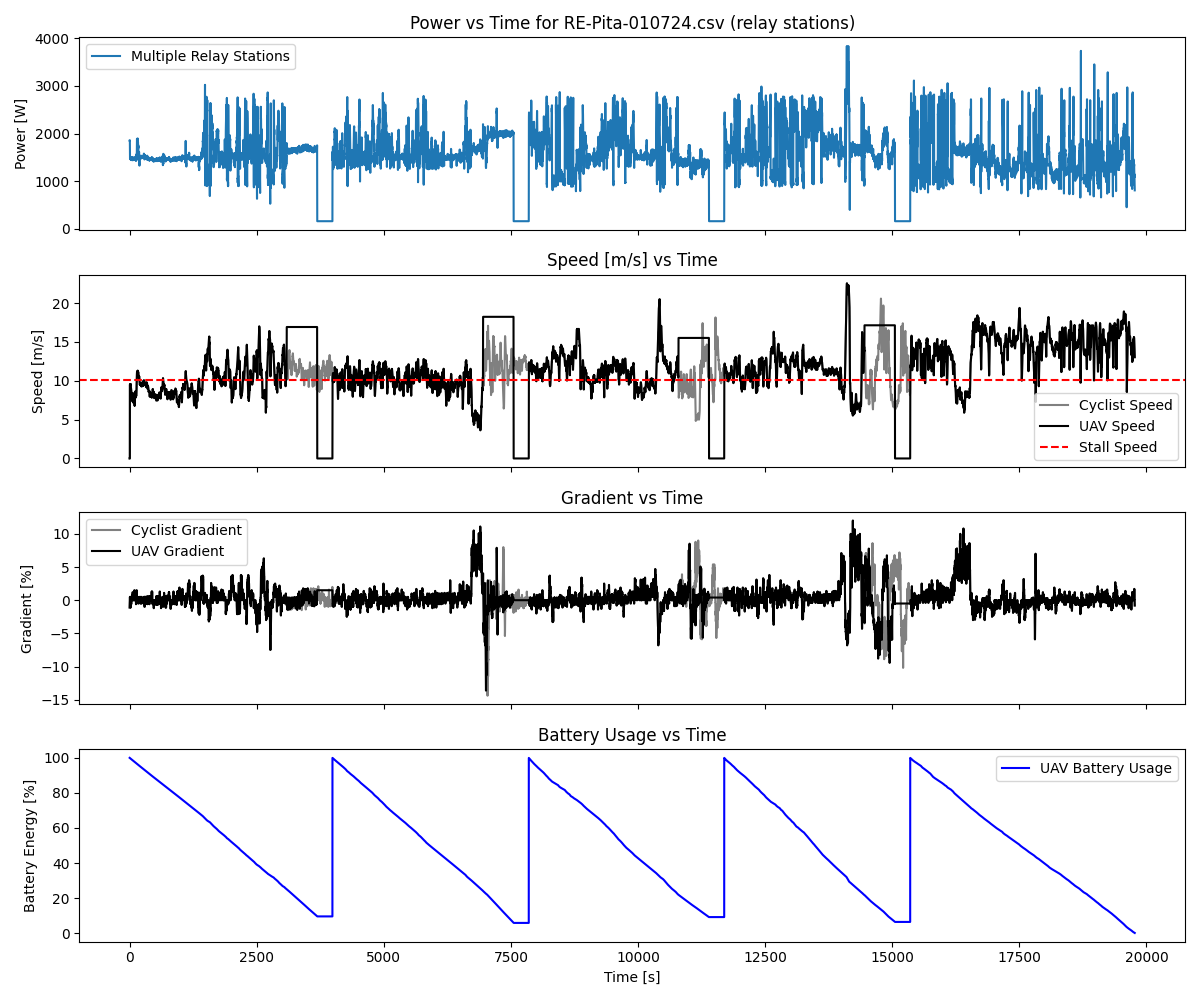 Power vs Time for RE-Pita-010724.csv (relay stations)
Power [W]
4000
3000
2000
1000
0
Multiple Relay Stations
Speed [m/s] vs Time
Speed [m/s]
20
15
10
5
0
Cyclist Speed
UAV Speed
Stall Speed
Gradient vs Time
Gradient [%]
10
5
0
−5
−10
−15
Cyclist Gradient
UAV Gradient
Battery Usage vs Time
Battery Energy [%]
100
80
60
40
20
0
UAV Battery Usage
0 2500 5000 7500 10000 12500 15000 17500 20000
Time [s]